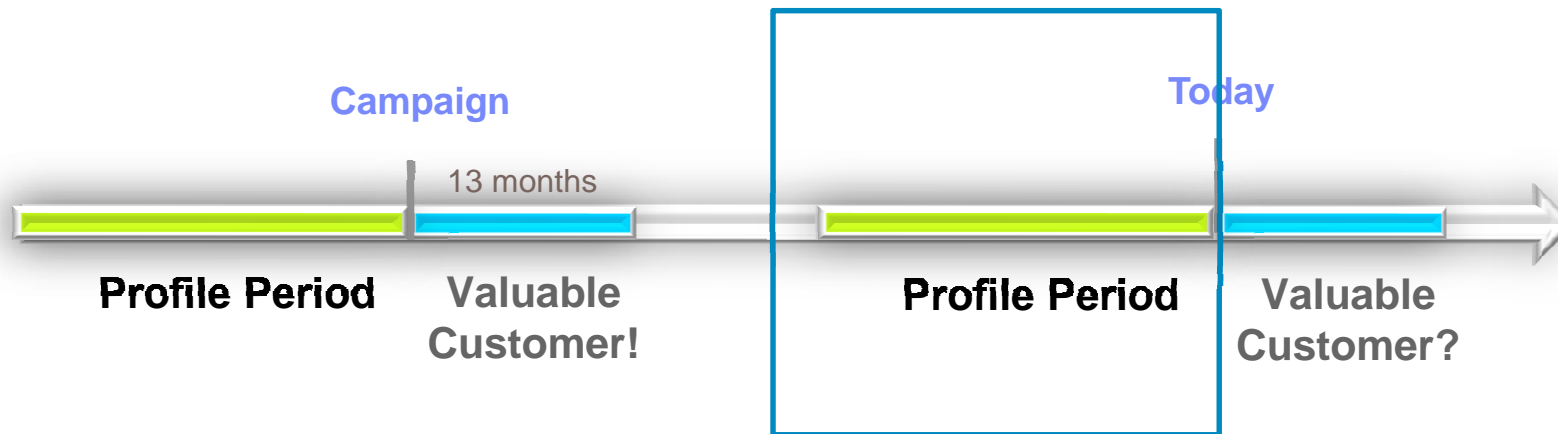 Campaign
Today
13 months
Profile Period
Valuable
Customer!
Profile Period
Valuable
Customer?